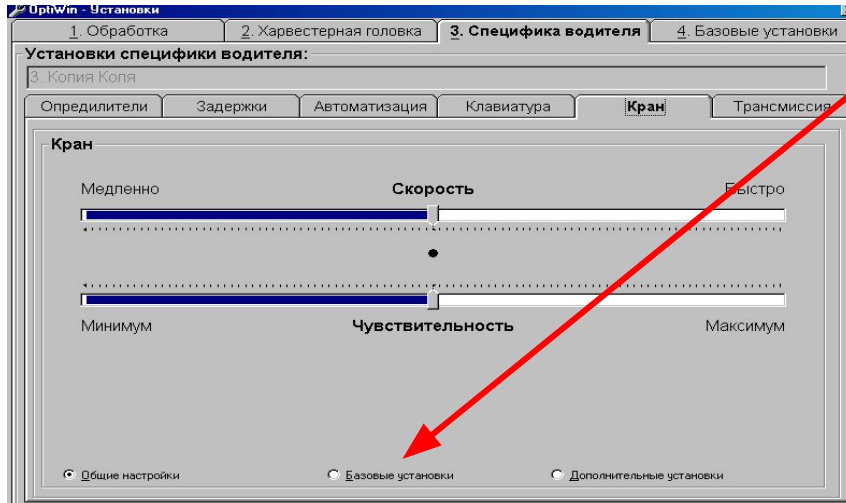 OptiWin - Установки
1. Обработка 2. Харвестерная головка 3. Специфика водителя 4. Базовые установки
Установки специфики водителя:
3. Копия Коля
Опредилители Задержки Автоматизация Клавиатура Кран Трансмиссия
Кран
Медленно Скорость Быстро
Минимум Чувствительность Максимум
Общие настройки Базовые установки Дополнительные установки